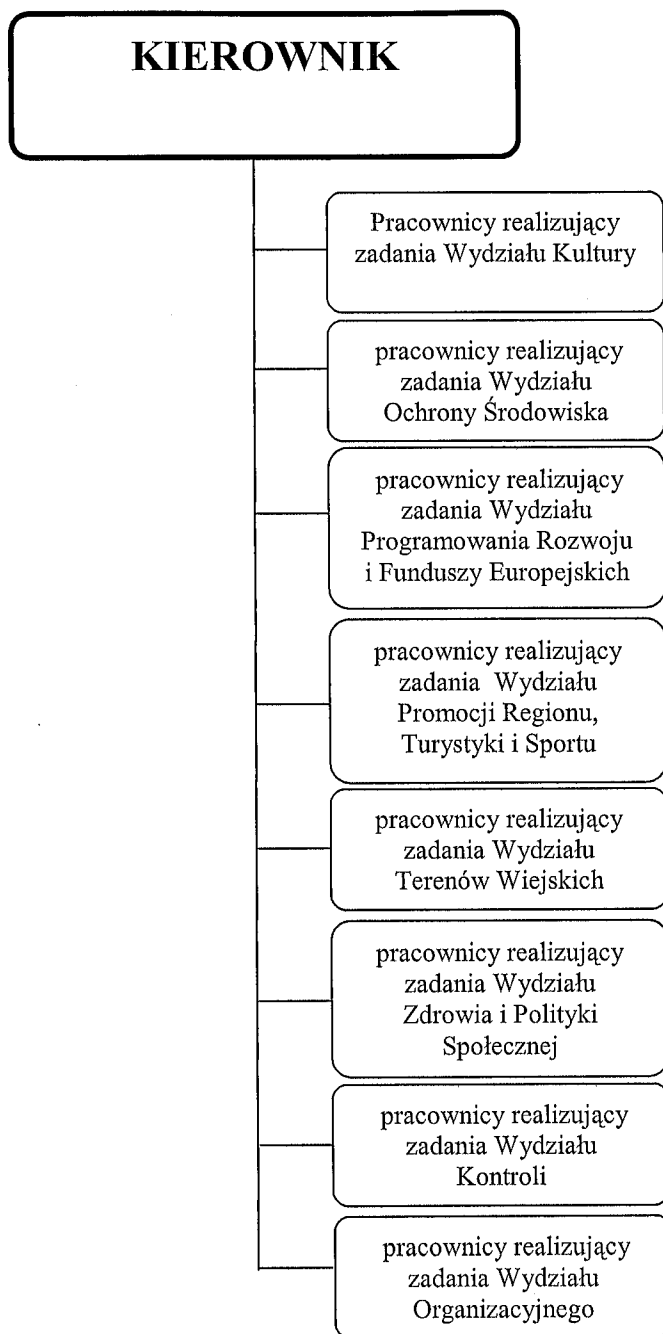 KIEROWNIK
Pracownicy realizujący
zadania Wydziału Kultury
pracownicy realizujący
zadania Wydziału
Ochrony Środowiska
pracownicy realizujący
zadania Wydziału
Programowania Rozwoju
i Funduszy Europejskich
pracownicy realizujący
zadania Wydziału
Promocji Regionu,
Turystyki i Sportu
pracownicy realizujący
zadania Wydziału
Terenów Wiejskich
pracownicy realizujący
zadania Wydziału
Zdrowia i Polityki
Społecznej
pracownicy realizujący
zadania Wydziału
Kontroli
pracownicy realizujący
zadania Wydziału
Organizacyjnego